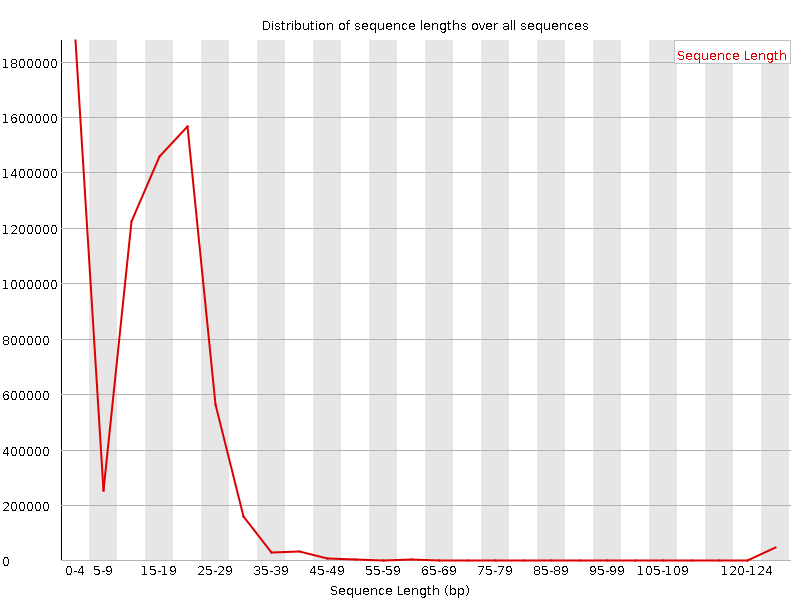 Distribution of sequence lengths over all sequences
Sequence Length
1800000
1600000
1400000
1200000
1000000
800000
600000
400000
200000
0
0-4 5-9 15-19 25-29 35-39 45-49 55-59 65-69 75-79 85-89 95-99 105-109 120-124
Sequence Length (bp)